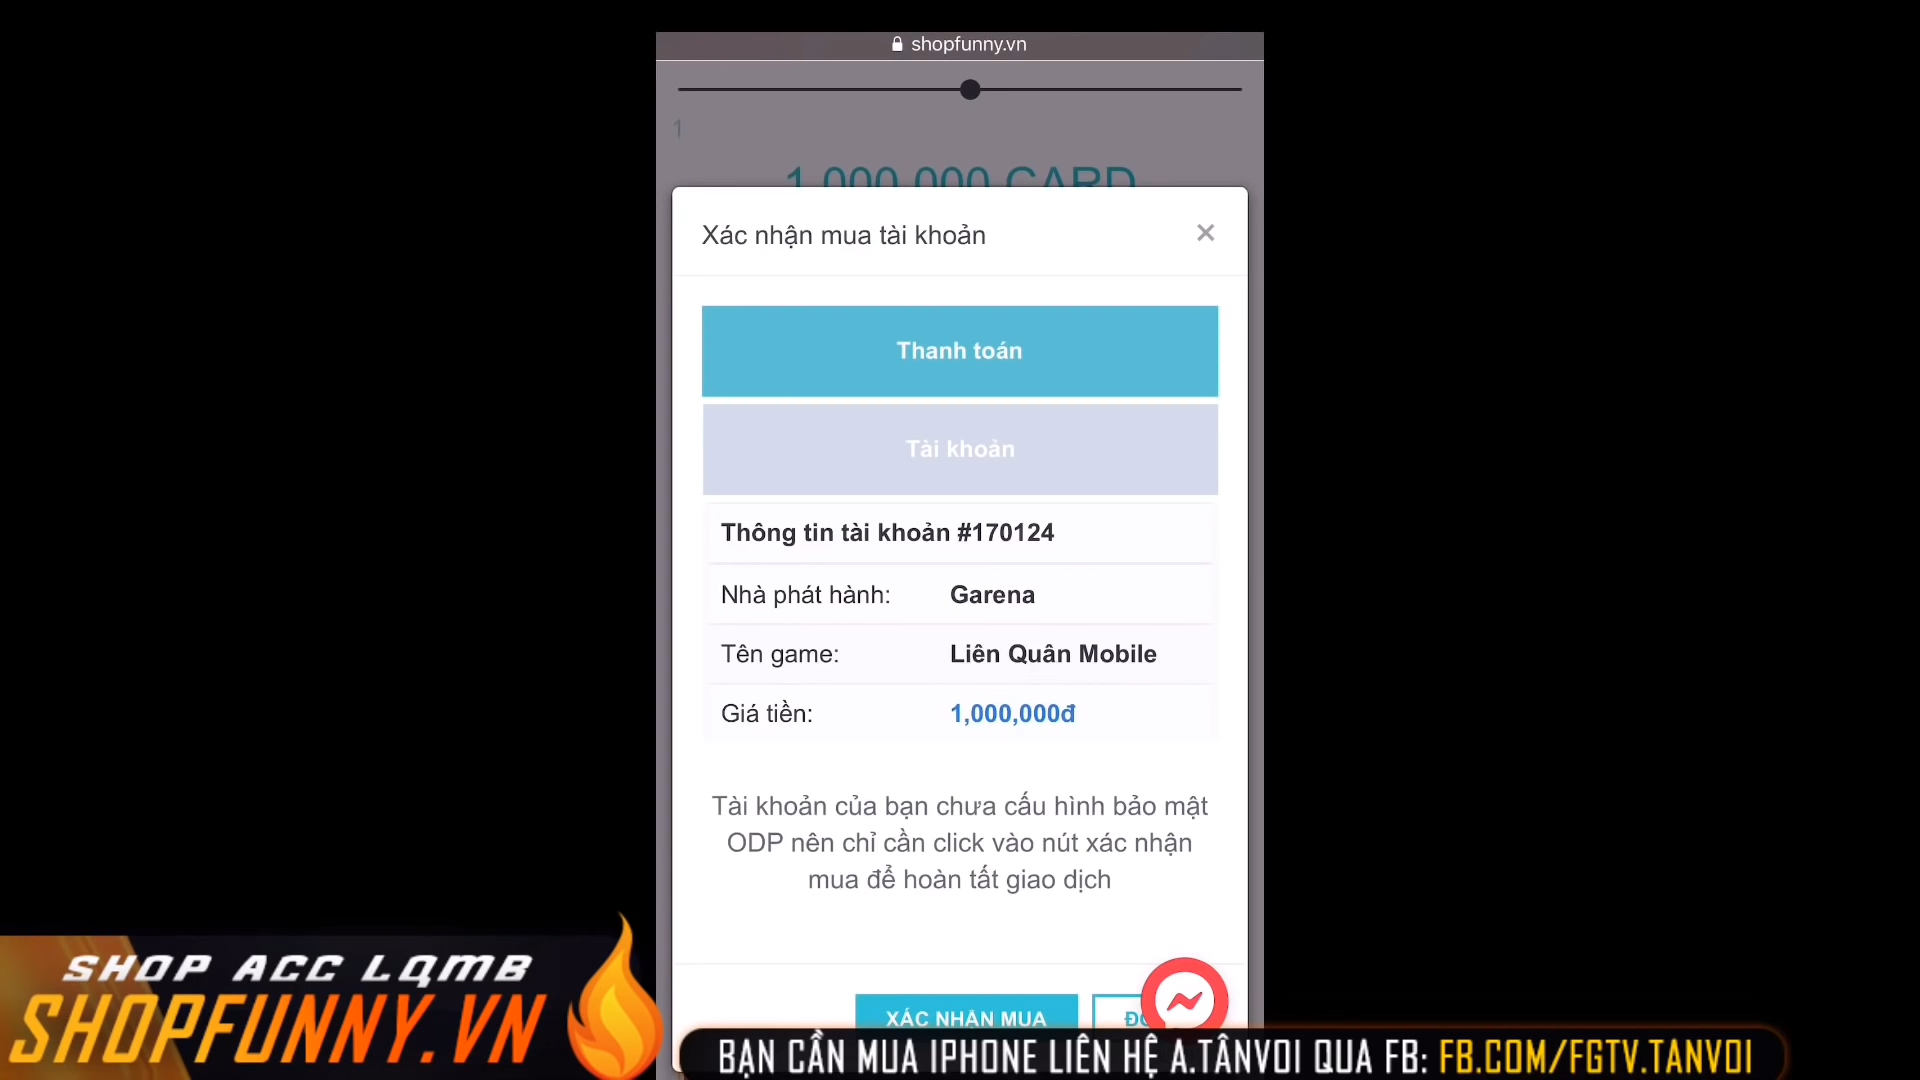 shopfunny.vn
1
1,000,000 CARD
Xác nhận mua tài khoản
×
Thanh toán
Tài khoản
Thông tin tài khoản #170124
Nhà phát hành: Garena
Tên game: Liên Quân Mobile
Giá tiền: 1,000,000đ
Tài khoản của bạn chưa cấu hình bảo mật
ODP nên chỉ cần click vào nút xác nhận
mua để hoàn tất giao dịch
XÁC NHẬN MUA
SHOP ACC LQMB
SHOPFUNNY.VN
BẠN CẦN MUA IPHONE LIÊN HỆ A.TÂNVOI QUA FB: FB.COM/FGTV.TANVOI